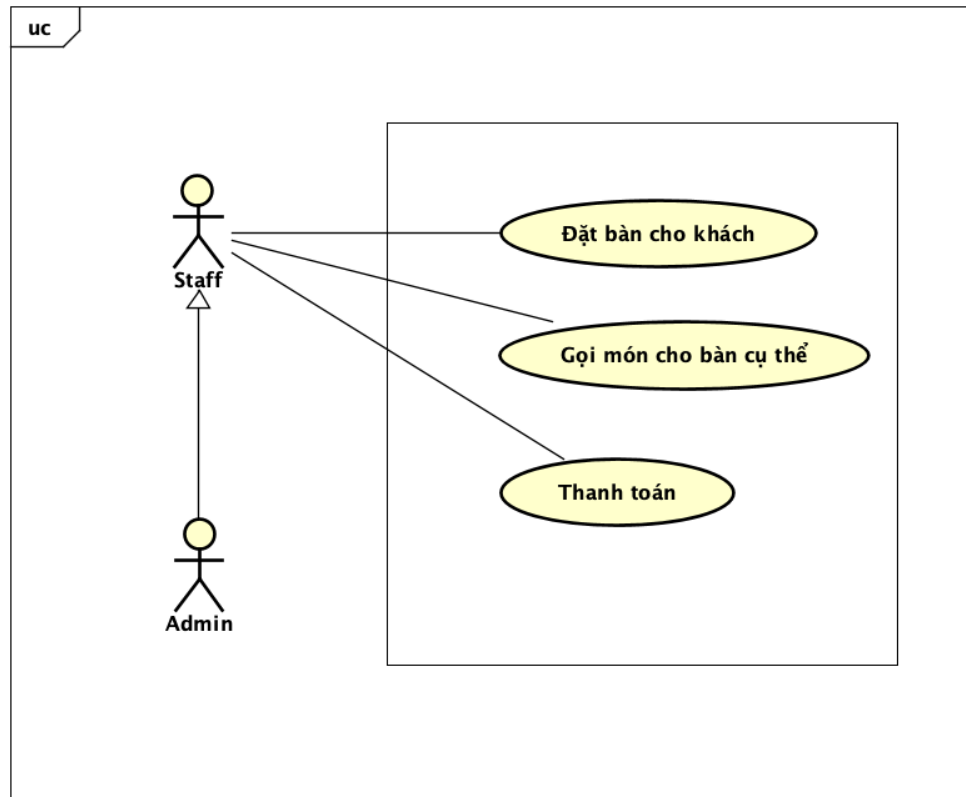 uc
Staff
Đặt bàn cho khách
Gọi món cho bàn cụ thể
Thanh toán
Admin